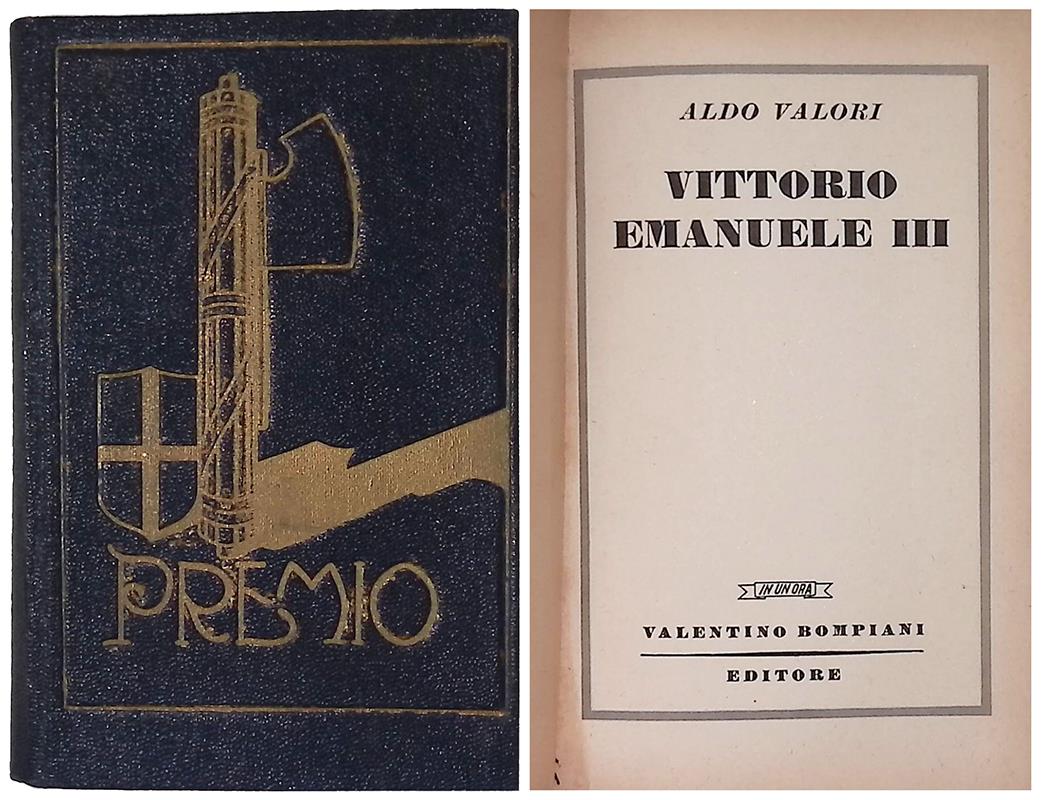 PREMIO
ALDO VALORI
VITTORIO
EMANUELE III
IN UN ORA
VALENTINO BOMPIANI
EDITORE